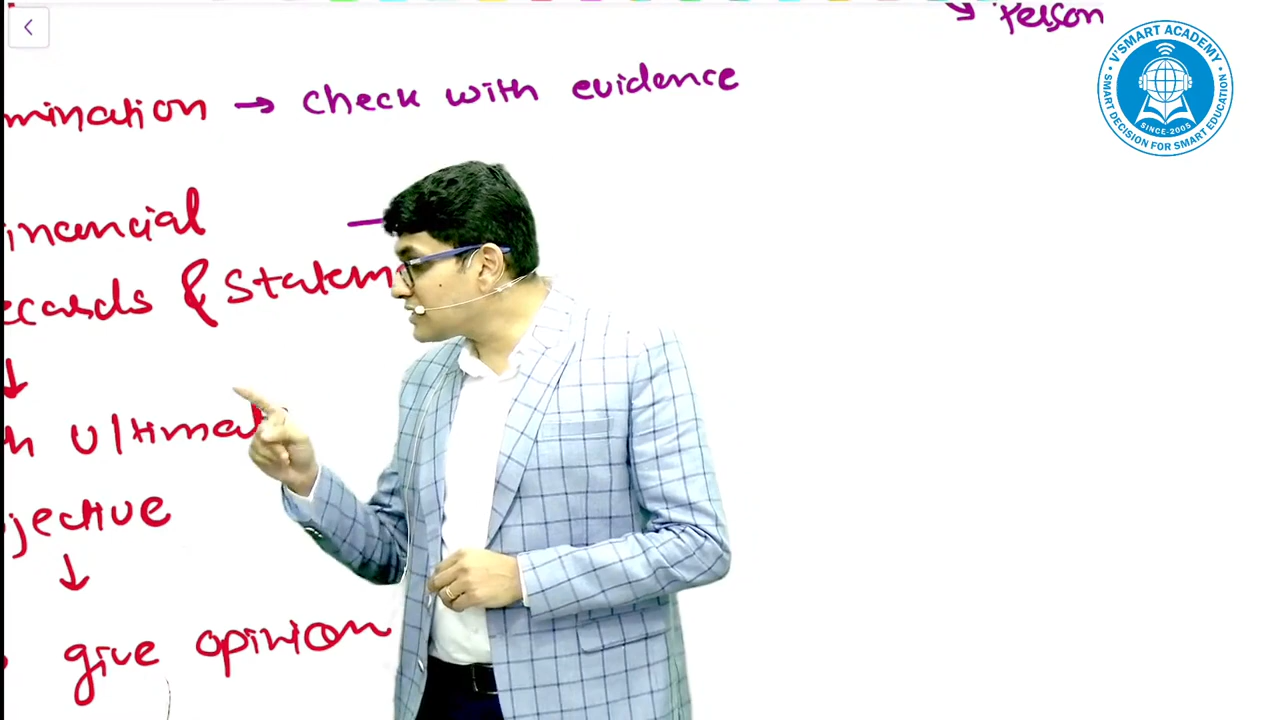 Person
mination → check with evidence
inancial
ecards & Statem
↓
h Ultimat
jective
↓
give opinion
V'SMART ACADEMY
SMART DECISION FOR SMART EDUCATION
SINCE-2005